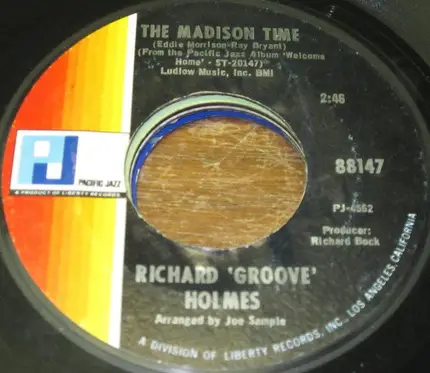 THE MADISON TIME
(Eddie Morrison-Ray Bryant)
(From the Pacific Jazz Album 'Welcome
Home' - ST-20147)
Ludlow Music, Inc. BMI
2:46
88147
PJ
PACIFIC JAZZ
A PRODUCT OF LIBERTY RECORDS
PJ-4562
Producer:
Richard Bock
RICHARD 'GROOVE'
HOLMES
Arranged by Joe Sample
A DIVISION OF LIBERTY RECORDS, INC., LOS ANGELES, CALIFORNIA